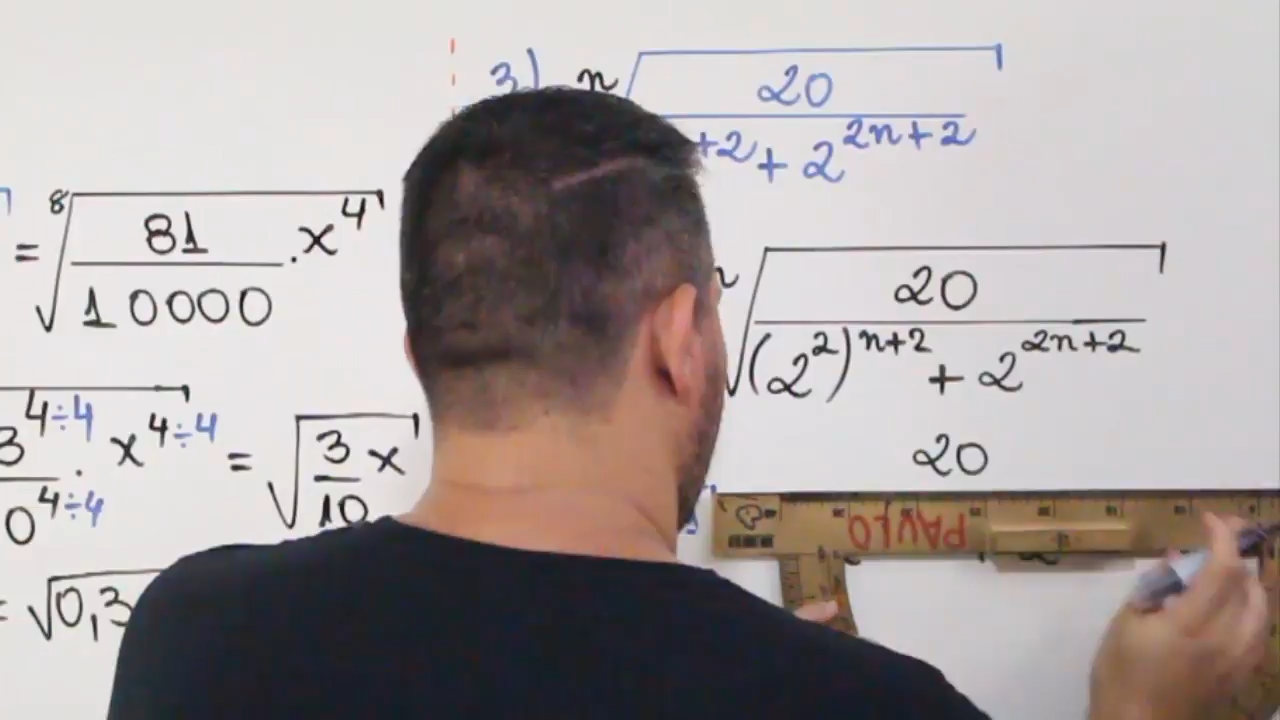 3) n√ 20
+2 + 2^{2n+2}
= ⁸√ 81/10000 . x⁴
√ 20/((2²)^{n+2} + 2^{2n+2})
3^{4÷4} . x^{4÷4} = √ 3/10 x
0^{4÷4}
20
PAVLO
= √0,3